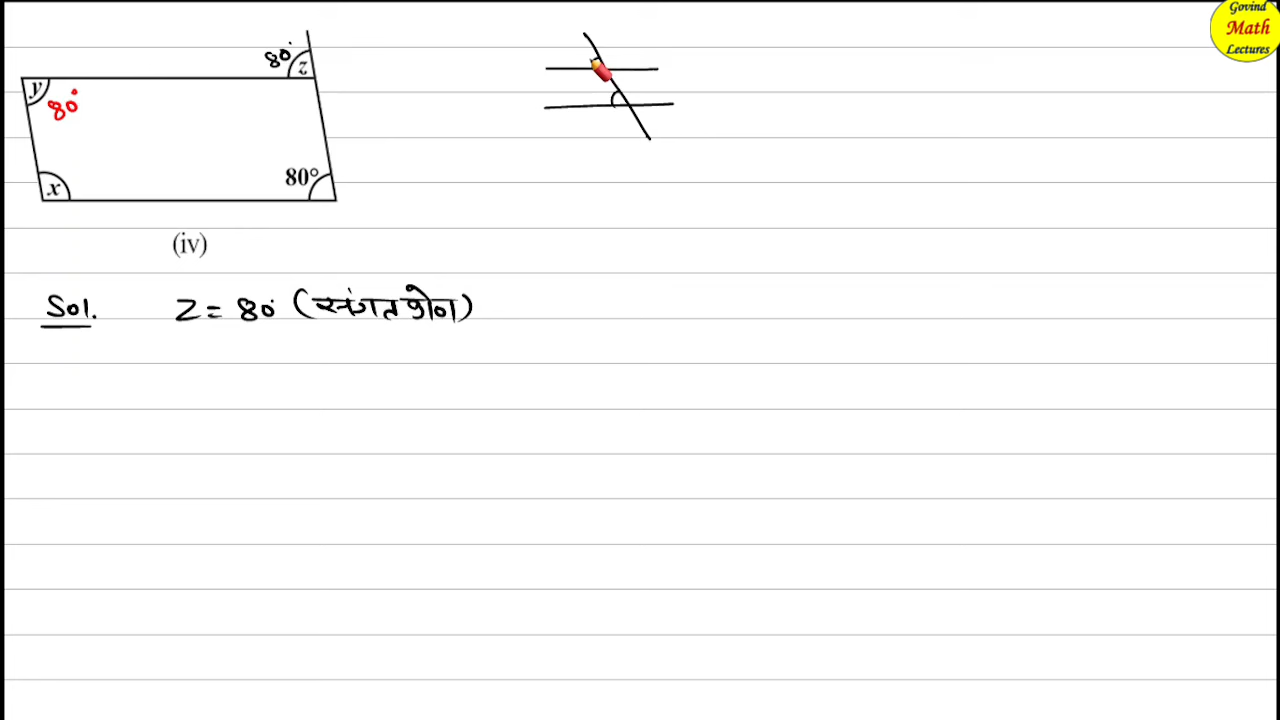 Govind
Math
Lectures
80°
z
y
80°
x
80°
(iv)
Sol. Z = 80° (संगत कोण)